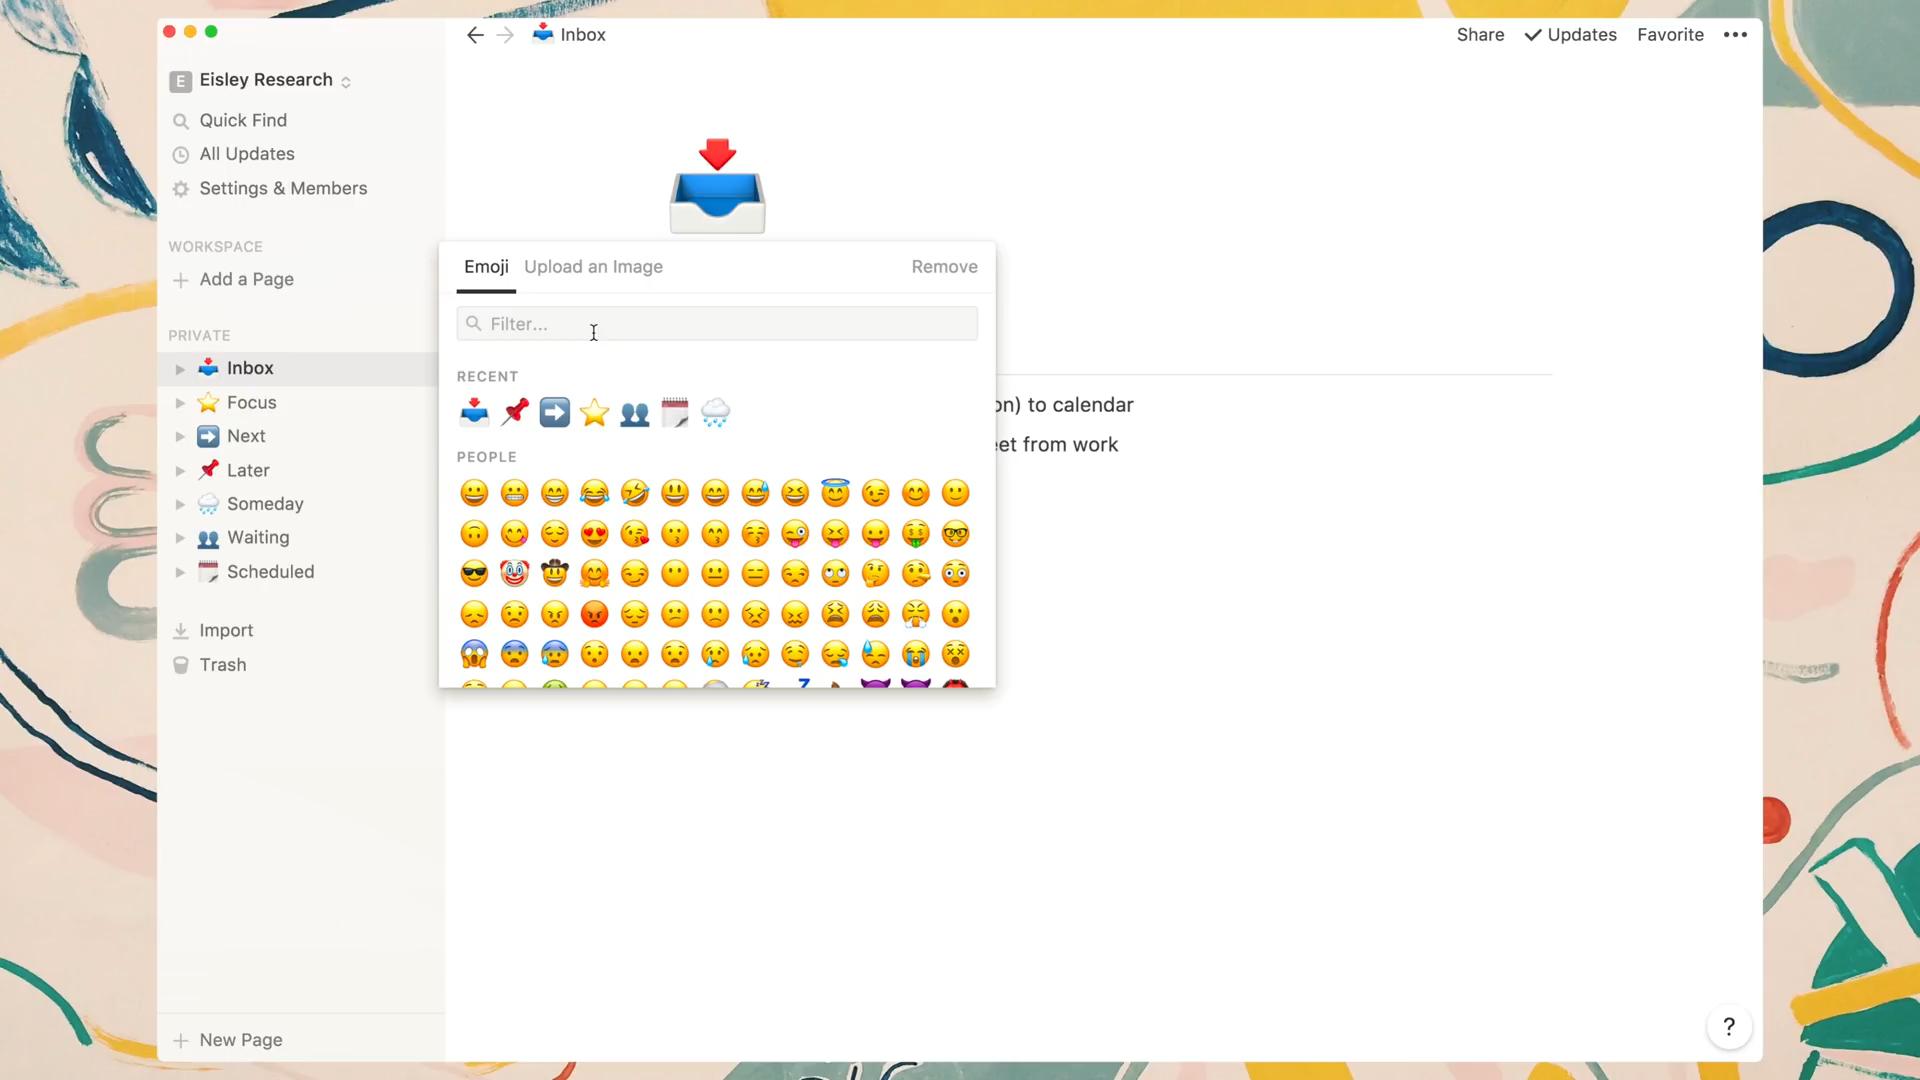 Inbox
Share
Updates
Favorite
E Eisley Research
Quick Find
All Updates
Settings & Members
WORKSPACE
Add a Page
PRIVATE
Inbox
Focus
Next
Later
Someday
Waiting
Scheduled
Import
Trash
New Page
Emoji
Upload an Image
Remove
Filter...
RECENT
PEOPLE
to calendar
from work
?